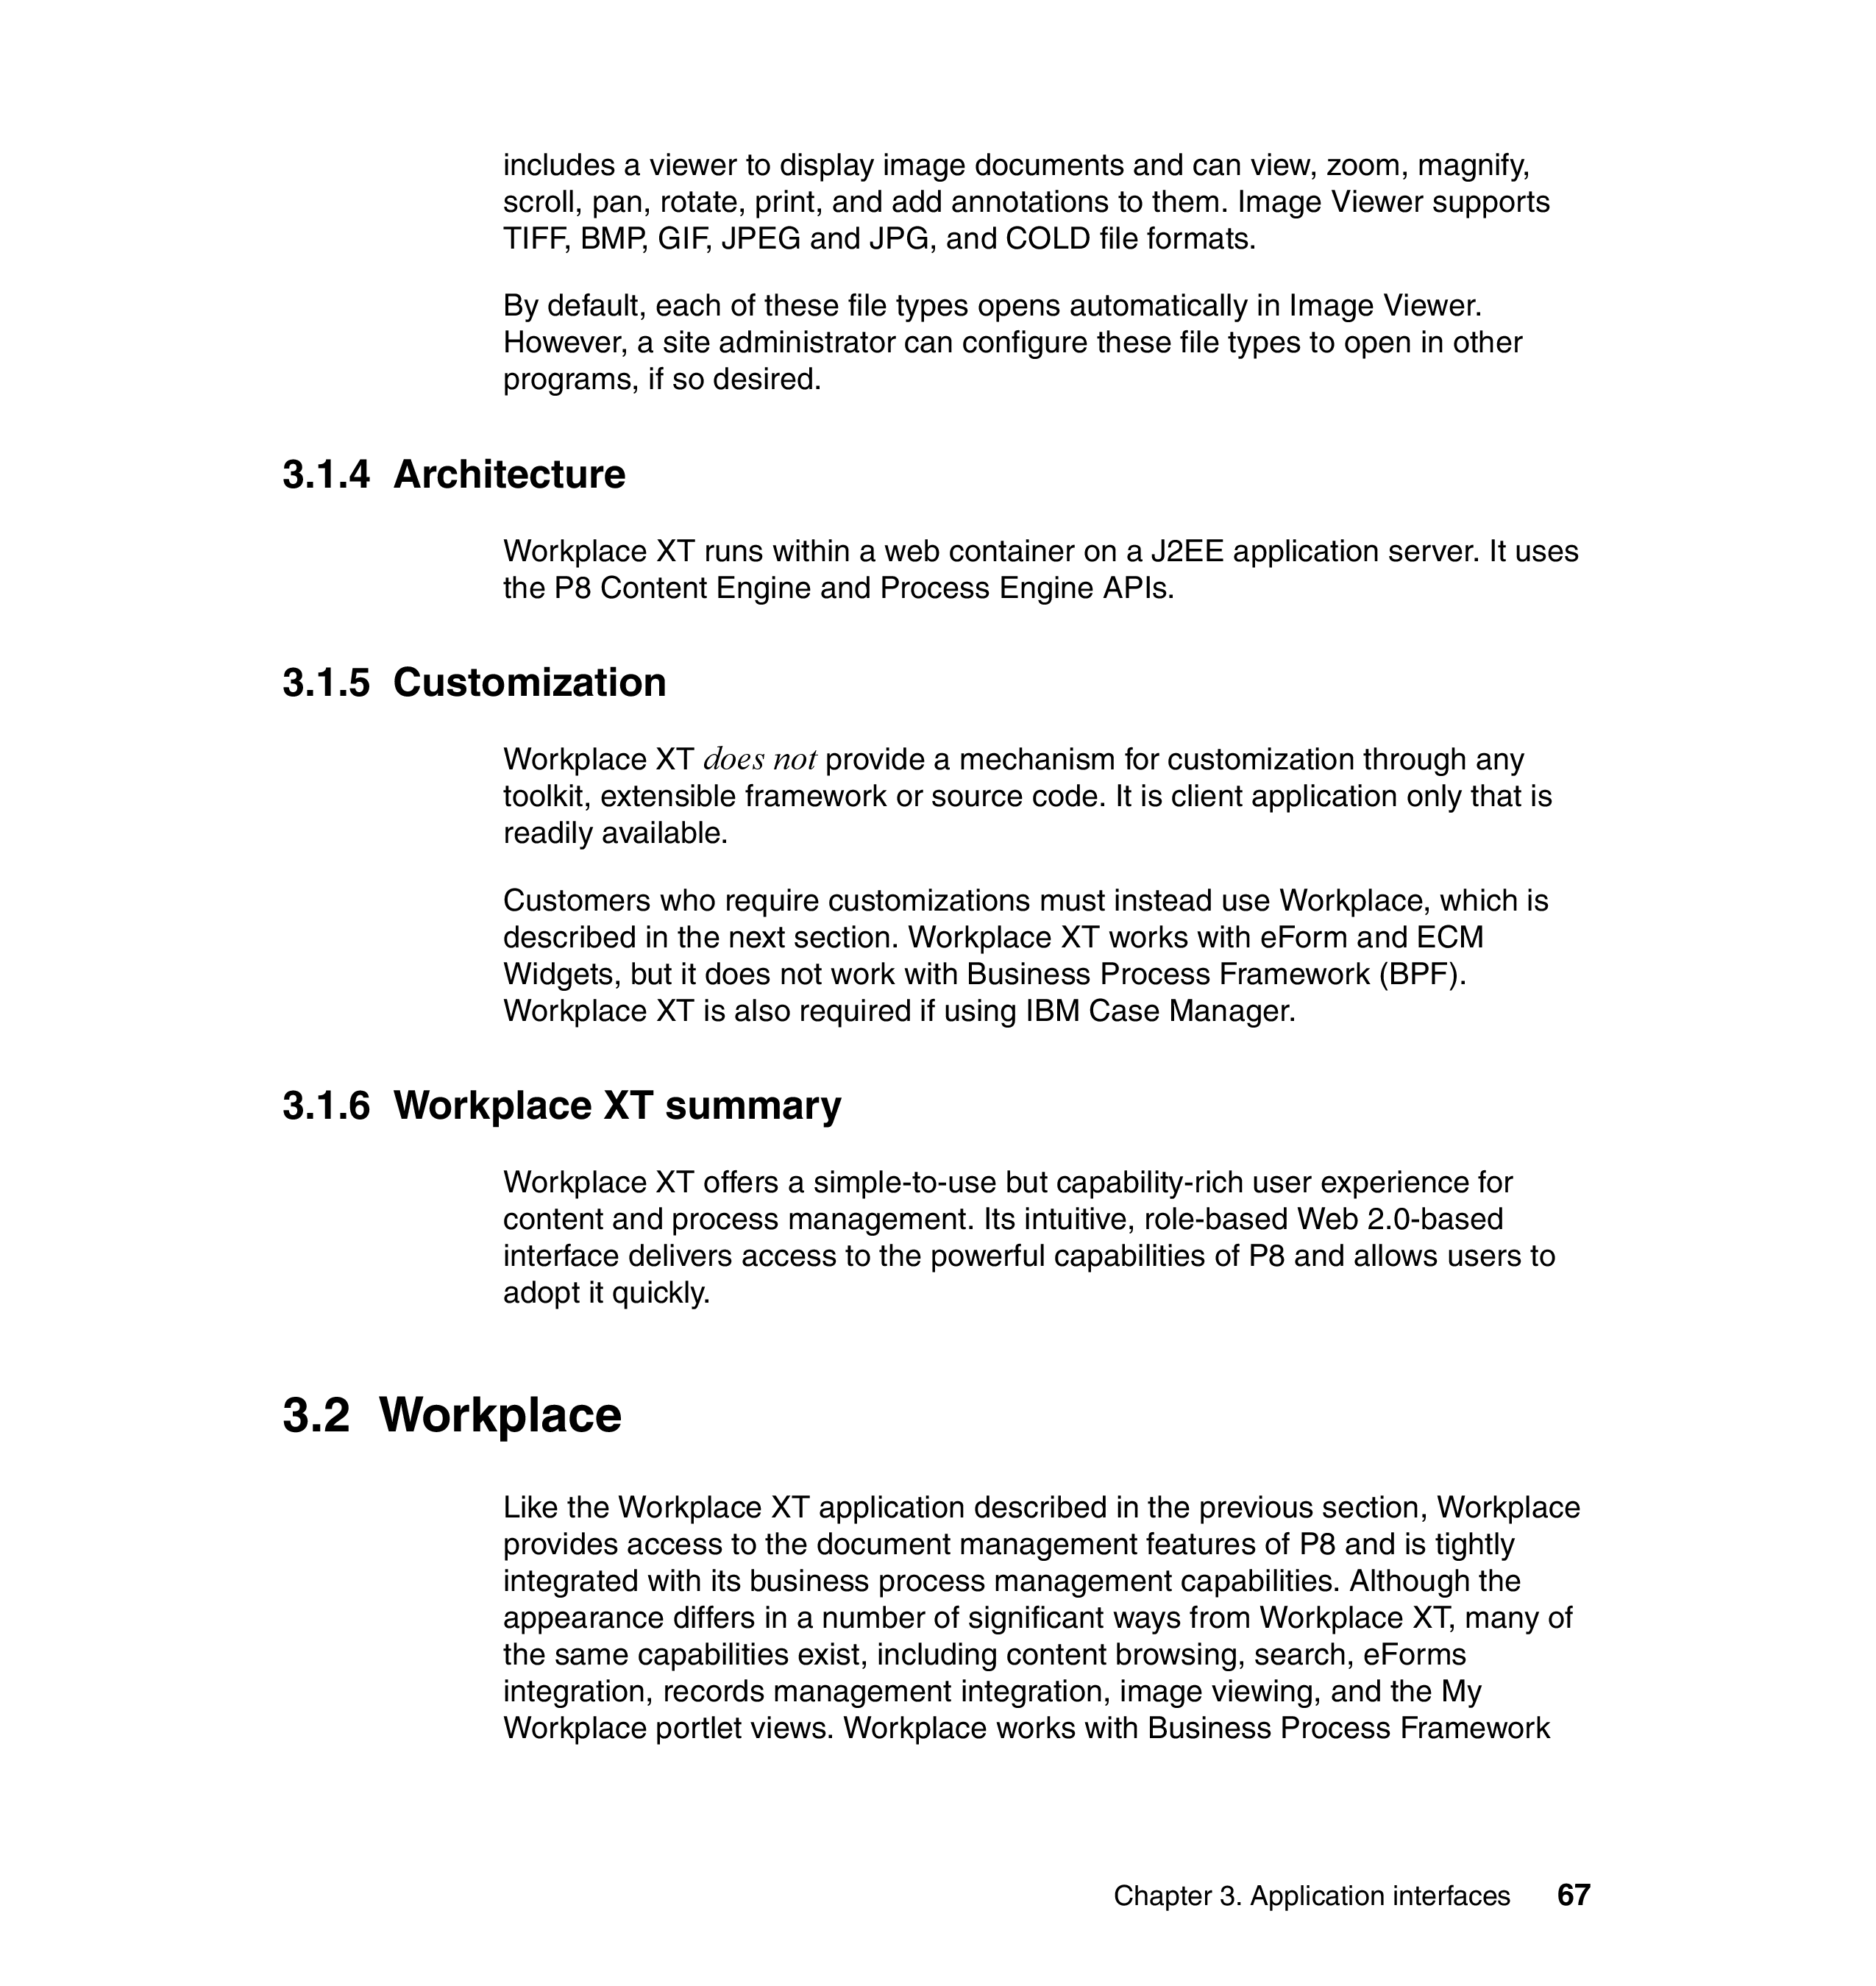 includes a viewer to display image documents and can view, zoom, magnify,
scroll, pan, rotate, print, and add annotations to them. Image Viewer supports
TIFF, BMP, GIF, JPEG and JPG, and COLD file formats.
By default, each of these file types opens automatically in Image Viewer.
However, a site administrator can configure these file types to open in other
programs, if so desired.
3.1.4 Architecture
Workplace XT runs within a web container on a J2EE application server. It uses
the P8 Content Engine and Process Engine APIs.
3.1.5 Customization
Workplace XT does not provide a mechanism for customization through any
toolkit, extensible framework or source code. It is client application only that is
readily available.
Customers who require customizations must instead use Workplace, which is
described in the next section. Workplace XT works with eForm and ECM
Widgets, but it does not work with Business Process Framework (BPF).
Workplace XT is also required if using IBM Case Manager.
3.1.6 Workplace XT summary
Workplace XT offers a simple-to-use but capability-rich user experience for
content and process management. Its intuitive, role-based Web 2.0-based
interface delivers access to the powerful capabilities of P8 and allows users to
adopt it quickly.
3.2 Workplace
Like the Workplace XT application described in the previous section, Workplace
provides access to the document management features of P8 and is tightly
integrated with its business process management capabilities. Although the
appearance differs in a number of significant ways from Workplace XT, many of
the same capabilities exist, including content browsing, search, eForms
integration, records management integration, image viewing, and the My
Workplace portlet views. Workplace works with Business Process Framework
Chapter 3. Application interfaces 67